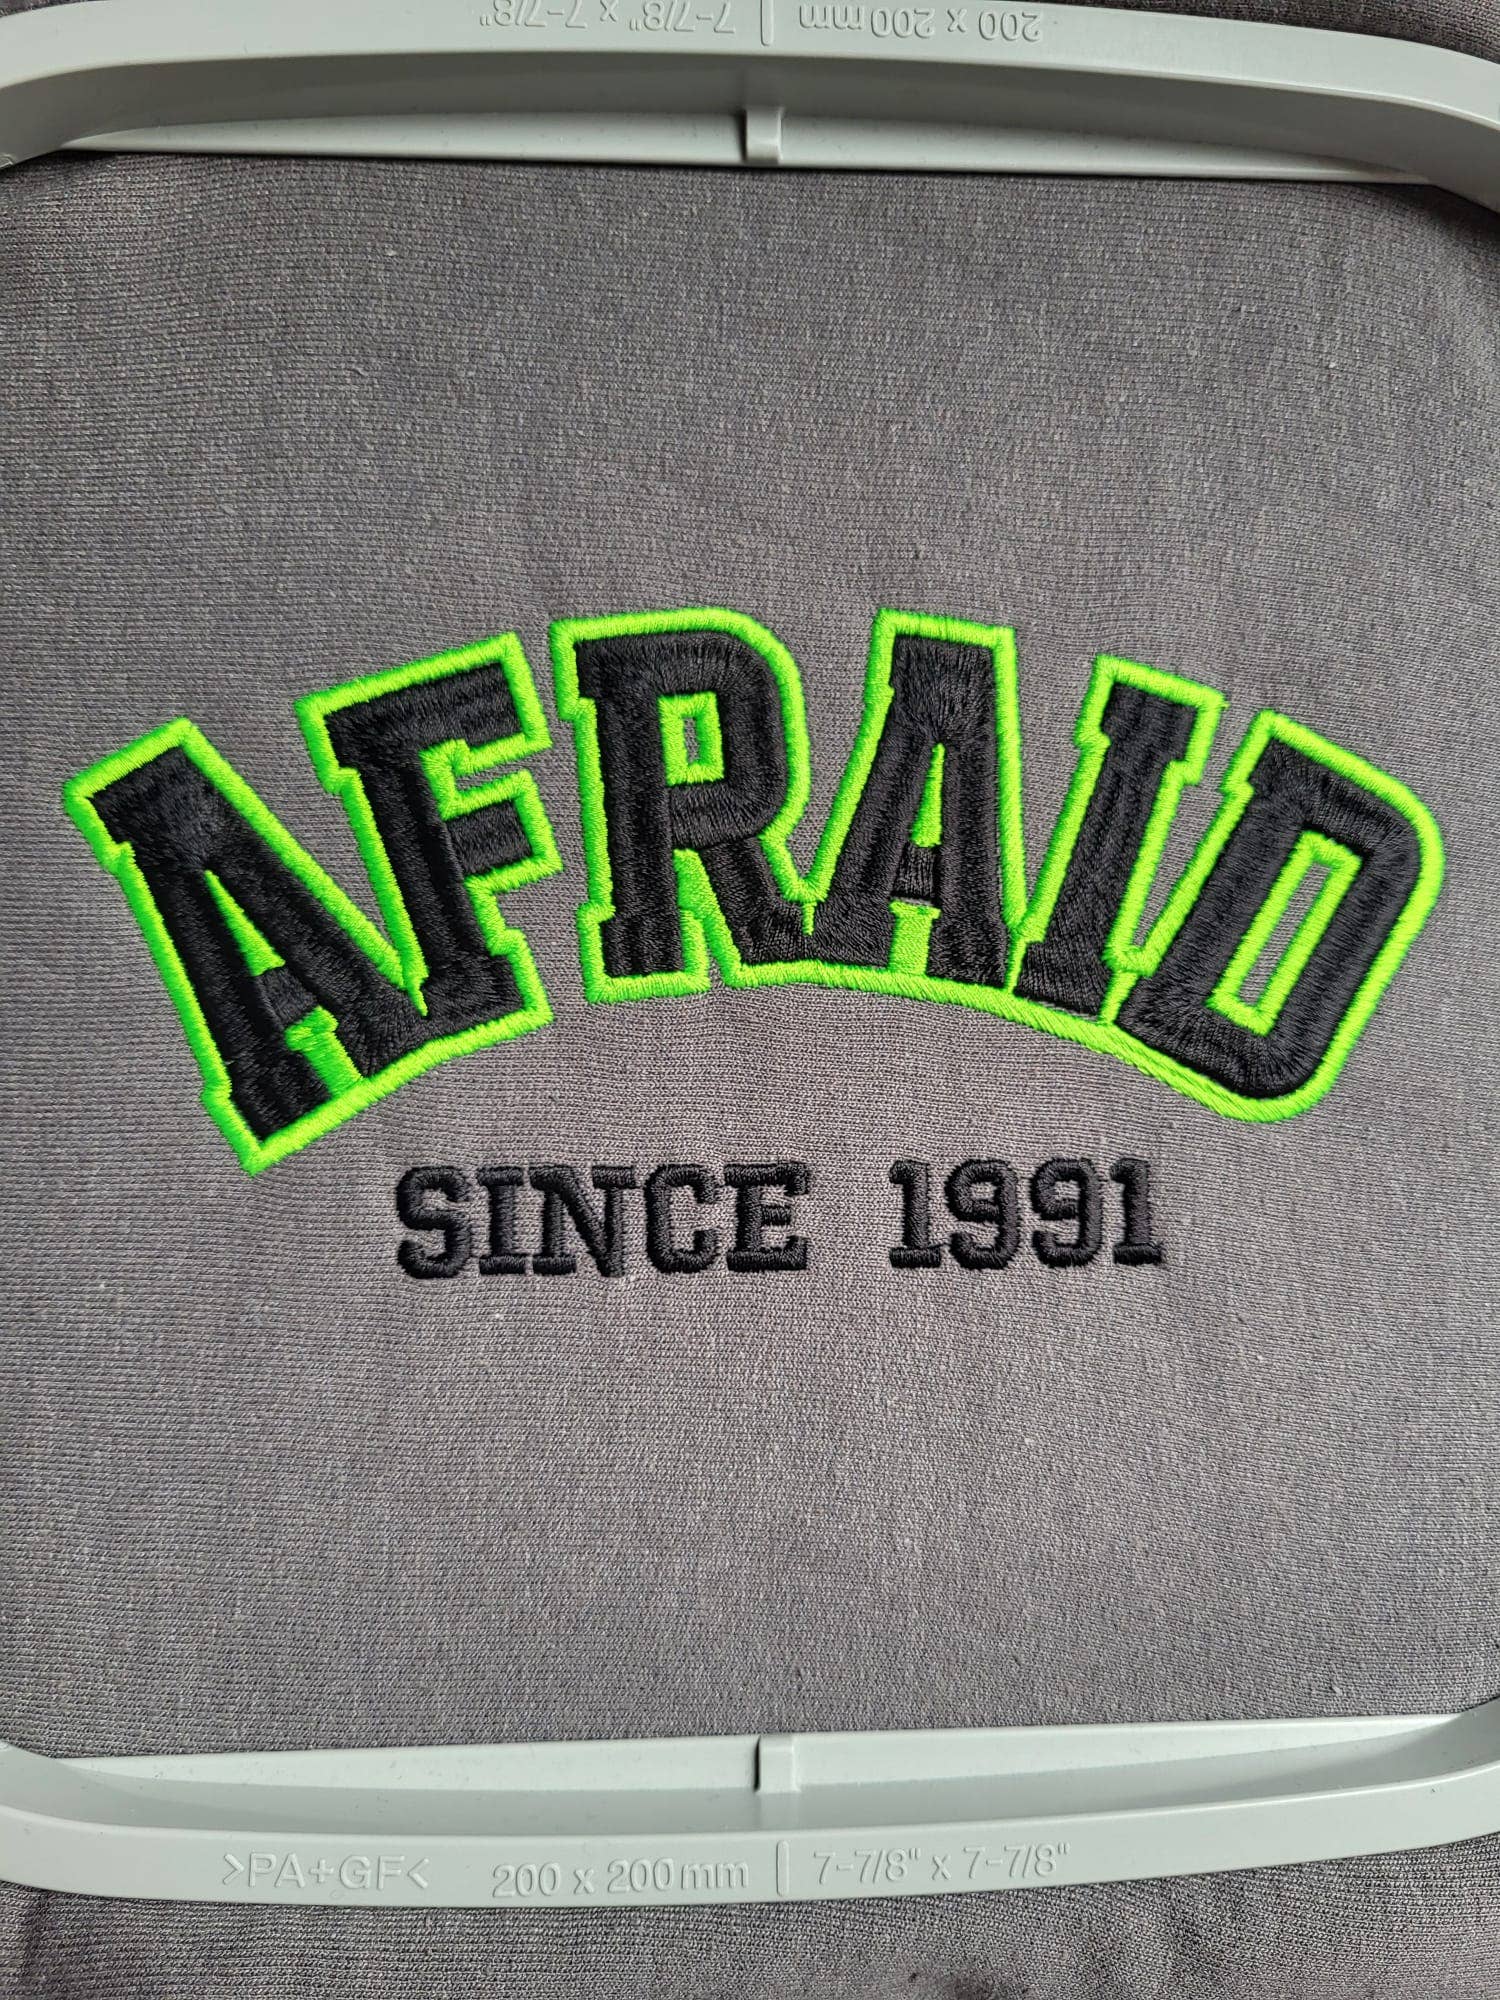 200 x 200 mm | 7-7/8" x 7-7/8"
AFRAID
SINCE 1991
>PA+GF< 200 x 200 mm | 7-7/8" x 7-7/8"